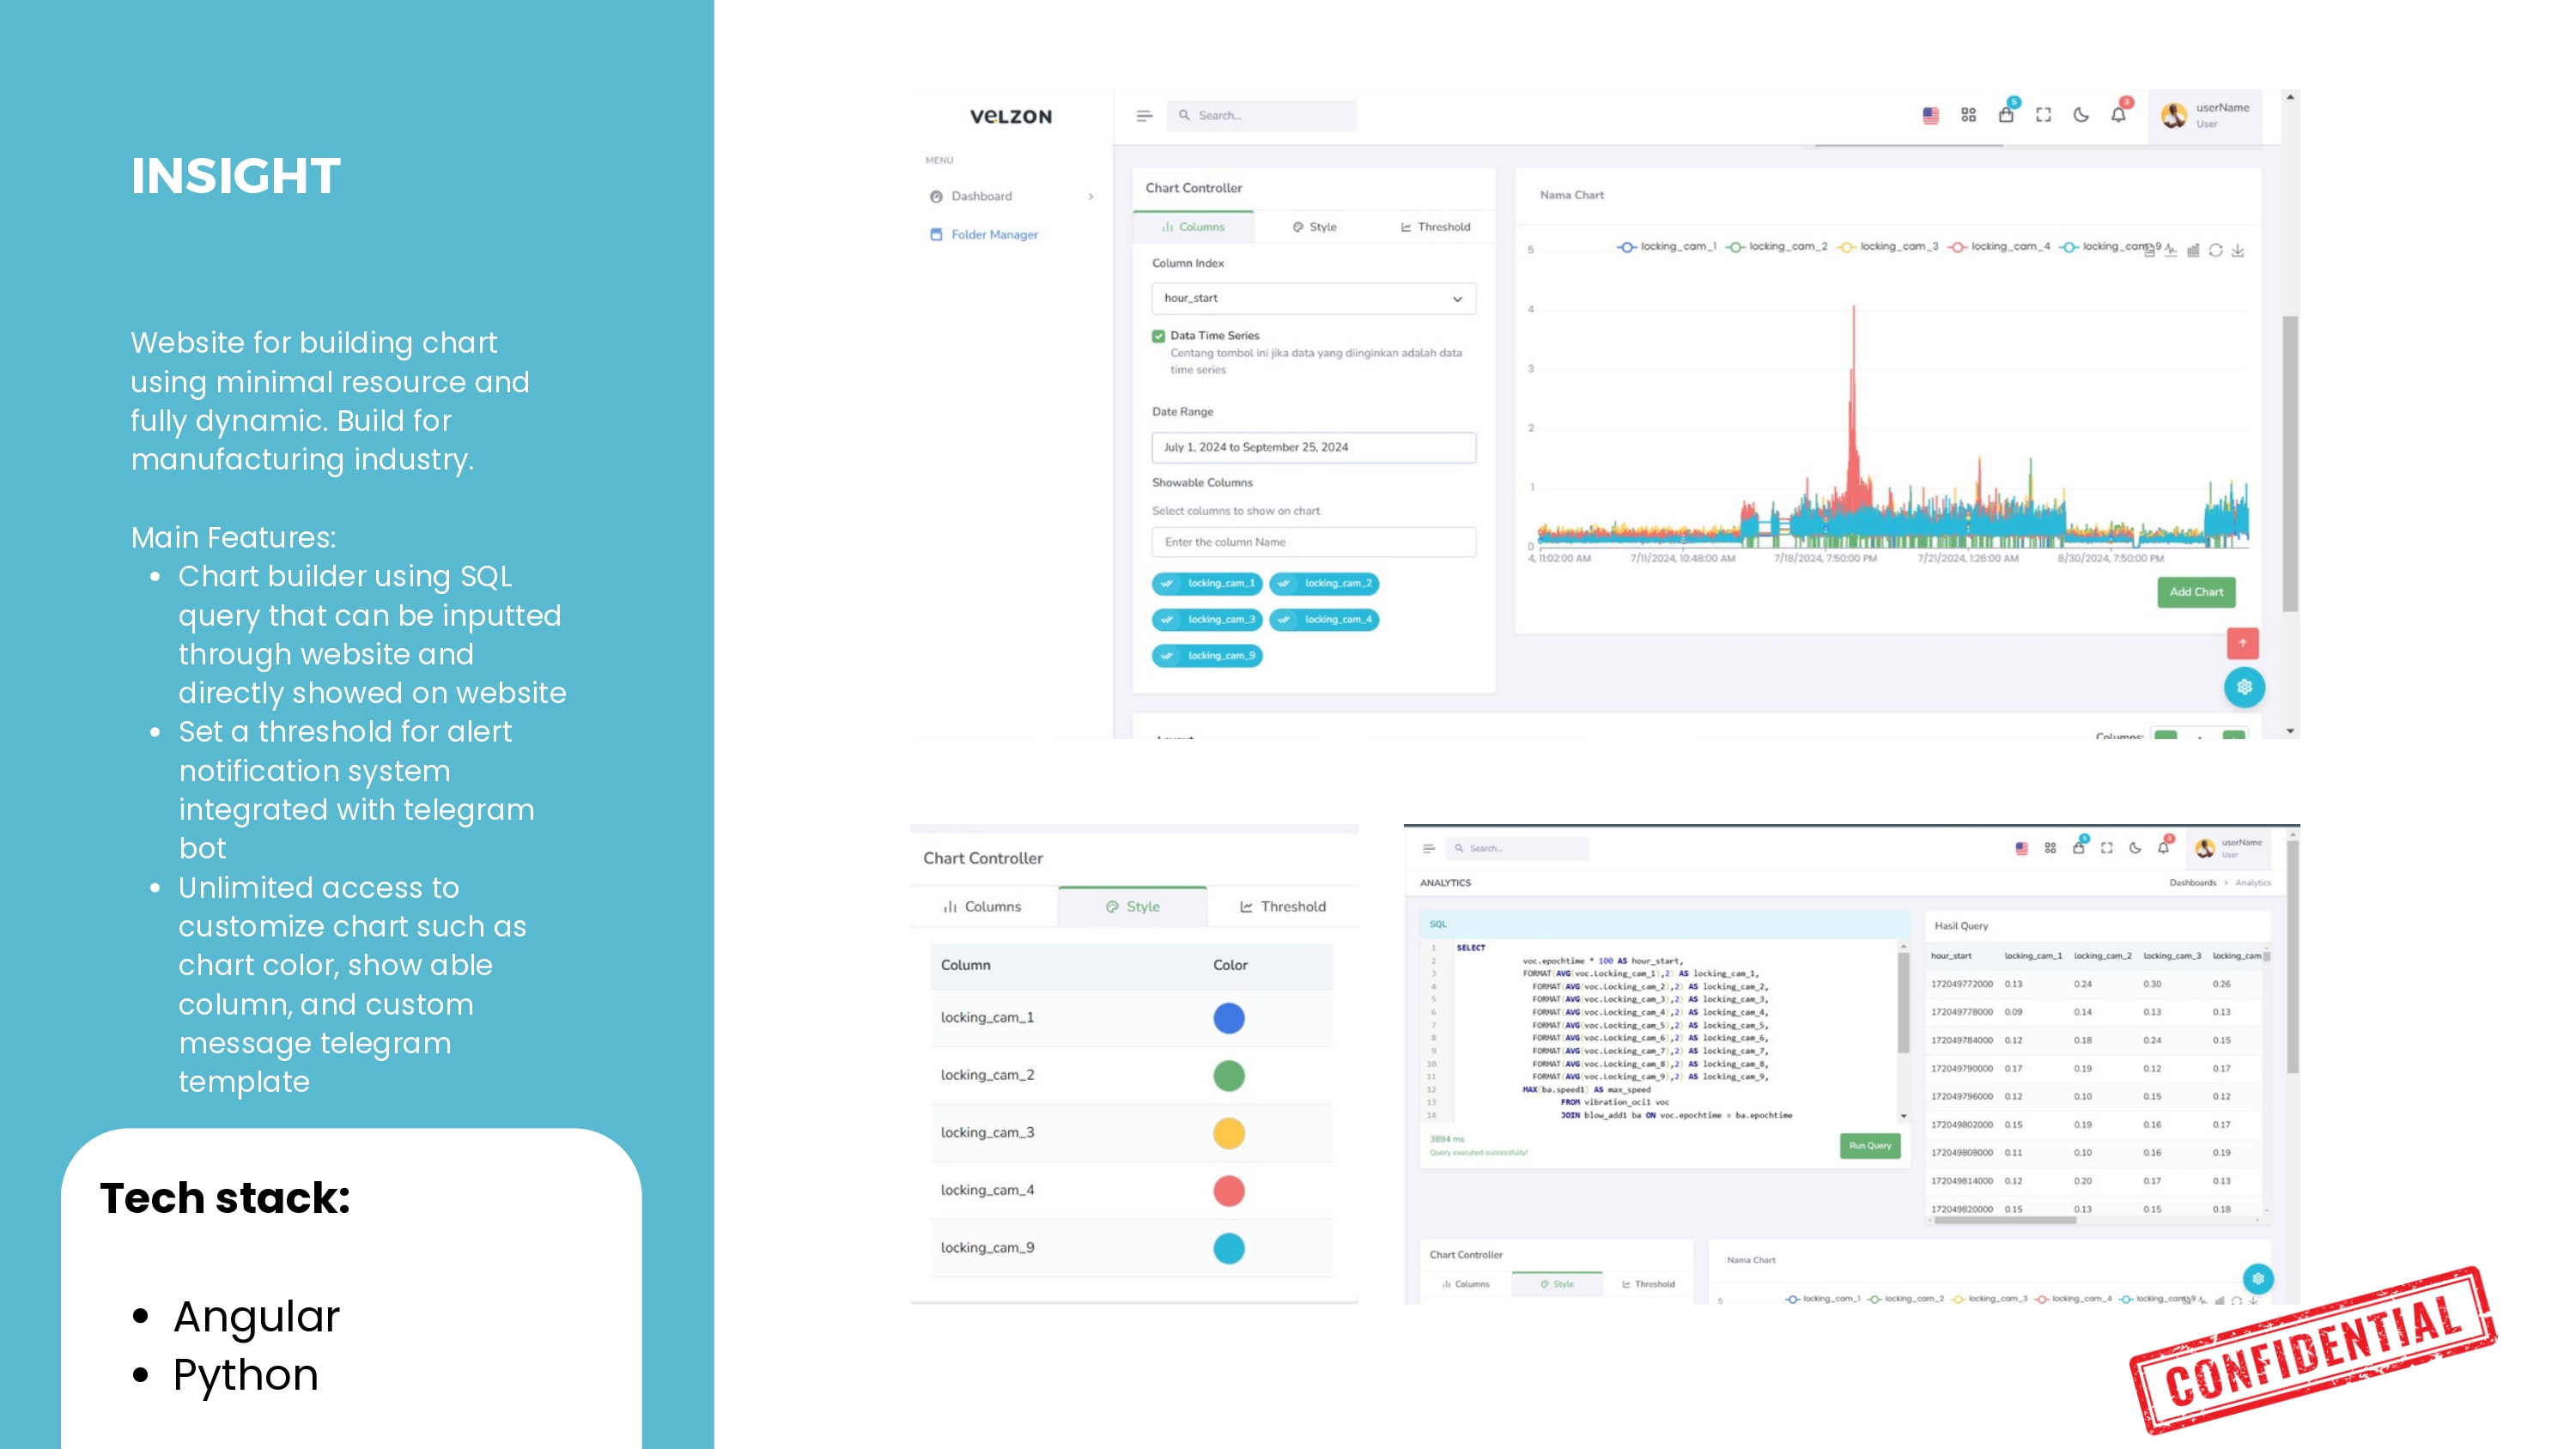 INSIGHT
Website for building chart
using minimal resource and
fully dynamic. Build for
manufacturing industry.
Main Features:
• Chart builder using SQL
query that can be inputted
through website and
directly showed on website
• Set a threshold for alert
notification system
integrated with telegram
bot
• Unlimited access to
customize chart such as
chart color, show able
column, and custom
message telegram
template
Tech stack:
• Angular
• Python
VELZON
Search...
5
3
userName
User
MENU
Dashboard
Folder Manager
Chart Controller
Columns
Style
Threshold
Column Index
hour_start
Data Time Series
Centang tombol ini jika data yang diinginkan adalah data
time series
Date Range
July 1, 2024 to September 25, 2024
Showable Columns
Select columns to show on chart
Enter the column Name
locking_cam_1 locking_cam_2
locking_cam_3 locking_cam_4
locking_cam_9
Nama Chart
locking_cam_1 locking_cam_2 locking_cam_3 locking_cam_4 locking_cam_9
5
4
3
2
1
0
4, 11:02:00 AM 7/11/2024, 10:48:00 AM 7/18/2024, 7:50:00 PM 7/21/2024, 1:26:00 AM 8/30/2024, 7:50:00 PM
Add Chart
Columns:
Chart Controller
Columns Style Threshold
Column Color
locking_cam_1
locking_cam_2
locking_cam_3
locking_cam_4
locking_cam_9
Search...
userName
User
ANALYTICS
Dashboards > Analytics
SQL
1 SELECT
2 voc.epochtime * 100 AS hour_start,
3 FORMAT(AVG(voc.Locking_cam_1),2) AS locking_cam_1,
4 FORMAT(AVG(voc.Locking_cam_2),2) AS locking_cam_2,
5 FORMAT(AVG(voc.Locking_cam_3),2) AS locking_cam_3,
6 FORMAT(AVG(voc.Locking_cam_4),2) AS locking_cam_4,
7 FORMAT(AVG(voc.Locking_cam_5),2) AS locking_cam_5,
8 FORMAT(AVG(voc.Locking_cam_6),2) AS locking_cam_6,
9 FORMAT(AVG(voc.Locking_cam_7),2) AS locking_cam_7,
10 FORMAT(AVG(voc.Locking_cam_8),2) AS locking_cam_8,
11 FORMAT(AVG(voc.Locking_cam_9),2) AS locking_cam_9,
12 MAX(ba.speed1) AS max_speed
13 FROM vibration_oci1 voc
14 JOIN blow_add1 ba ON voc.epochtime = ba.epochtime
3894 ms
Query executed successfully!
Run Query
Hasil Query
hour_start locking_cam_1 locking_cam_2 locking_cam_3 locking_cam
172049772000 0.13 0.24 0.30 0.26
172049778000 0.09 0.14 0.13 0.13
172049784000 0.12 0.18 0.24 0.15
172049790000 0.17 0.19 0.12 0.17
172049796000 0.12 0.10 0.15 0.12
172049802000 0.15 0.19 0.16 0.17
172049808000 0.11 0.10 0.16 0.19
172049814000 0.12 0.20 0.17 0.13
172049820000 0.15 0.13 0.15 0.18
Chart Controller
Columns Style Threshold
Nama Chart
5
locking_cam_1 locking_cam_2 locking_cam_3 locking_cam_4 locking_cam_9
CONFIDENTIAL